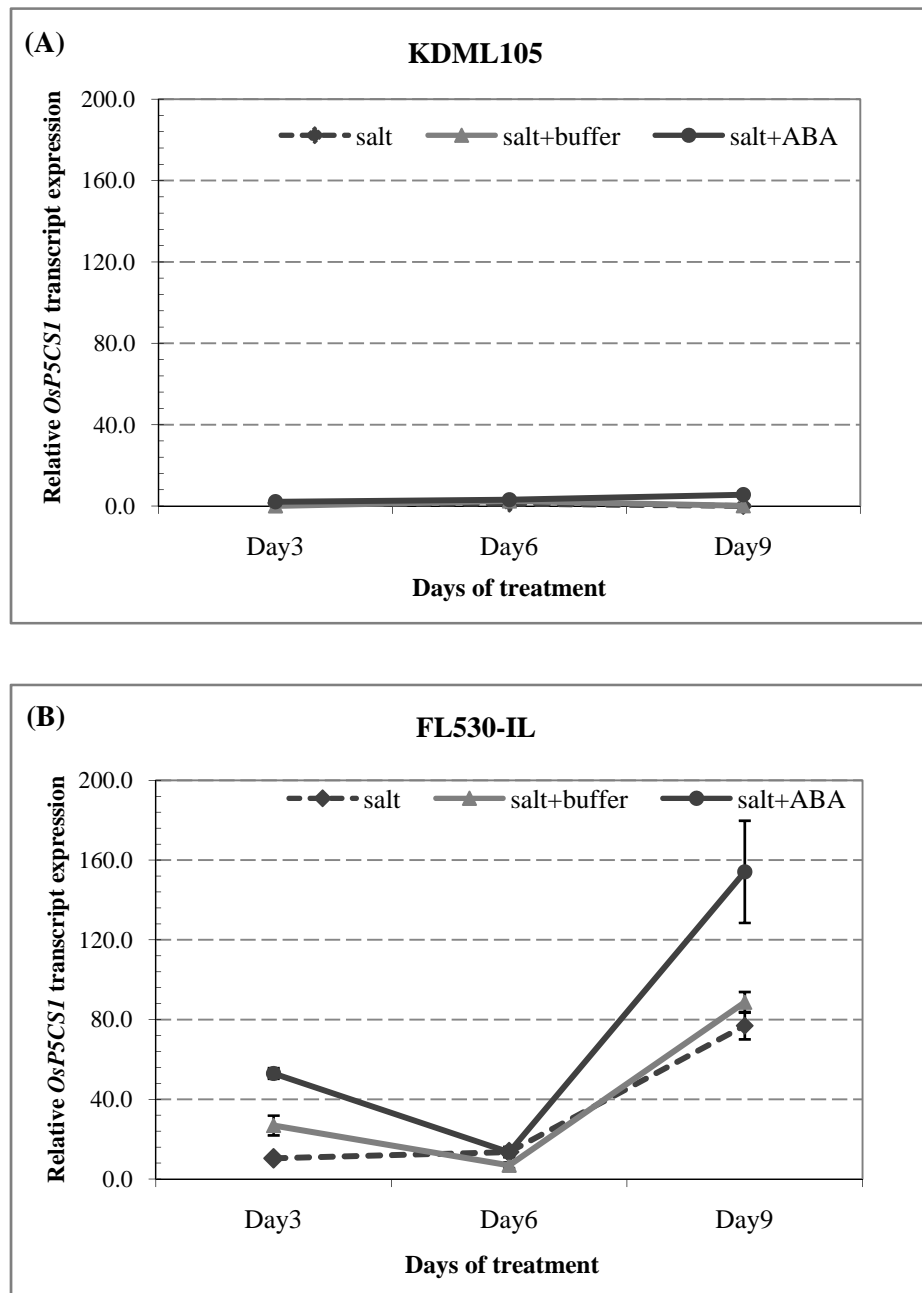 (A)
KDML105
Relative OsP5CS1 transcript expression
200.0
160.0
120.0
80.0
40.0
0.0
salt
salt+buffer
salt+ABA
Day3
Day6
Day9
Days of treatment
(B)
FL530-IL
Relative OsP5CS1 transcript expression
200.0
160.0
120.0
80.0
40.0
0.0
salt
salt+buffer
salt+ABA
Day3
Day6
Day9
Days of treatment